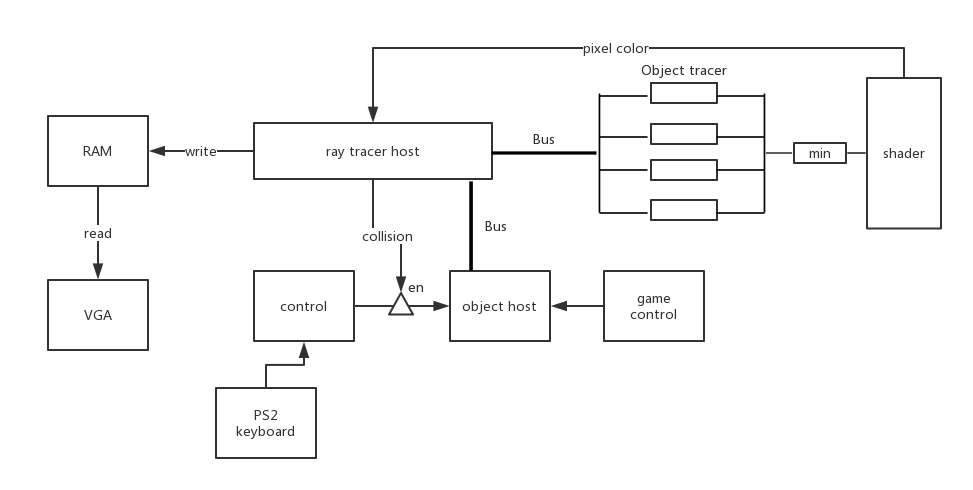 pixel color
Object tracer
RAM
write
ray tracer host
Bus
min
shader
read
collision
Bus
en
VGA
control
object host
game
control
PS2
keyboard